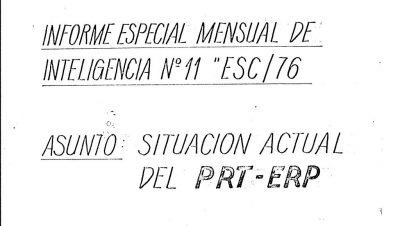 INFORME ESPECIAL MENSUAL DE
INTELIGENCIA Nº11 "ESC/76
ASUNTO: SITUACION ACTUAL
DEL PRT-ERP